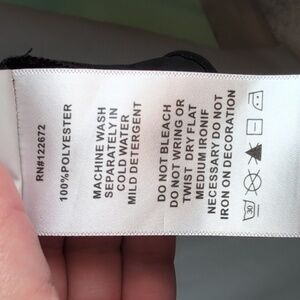 RN#122672
100%POLYESTER
MACHINE WASH
SEPARATELY IN
COLD WATER
MILD DETERGENT
DO NOT BLEACH
DO NOT WRING OR
TWIST DRY FLAT
MEDIUM IRONIF
NECESSARY DO NOT
IRON ON DECORATION
30